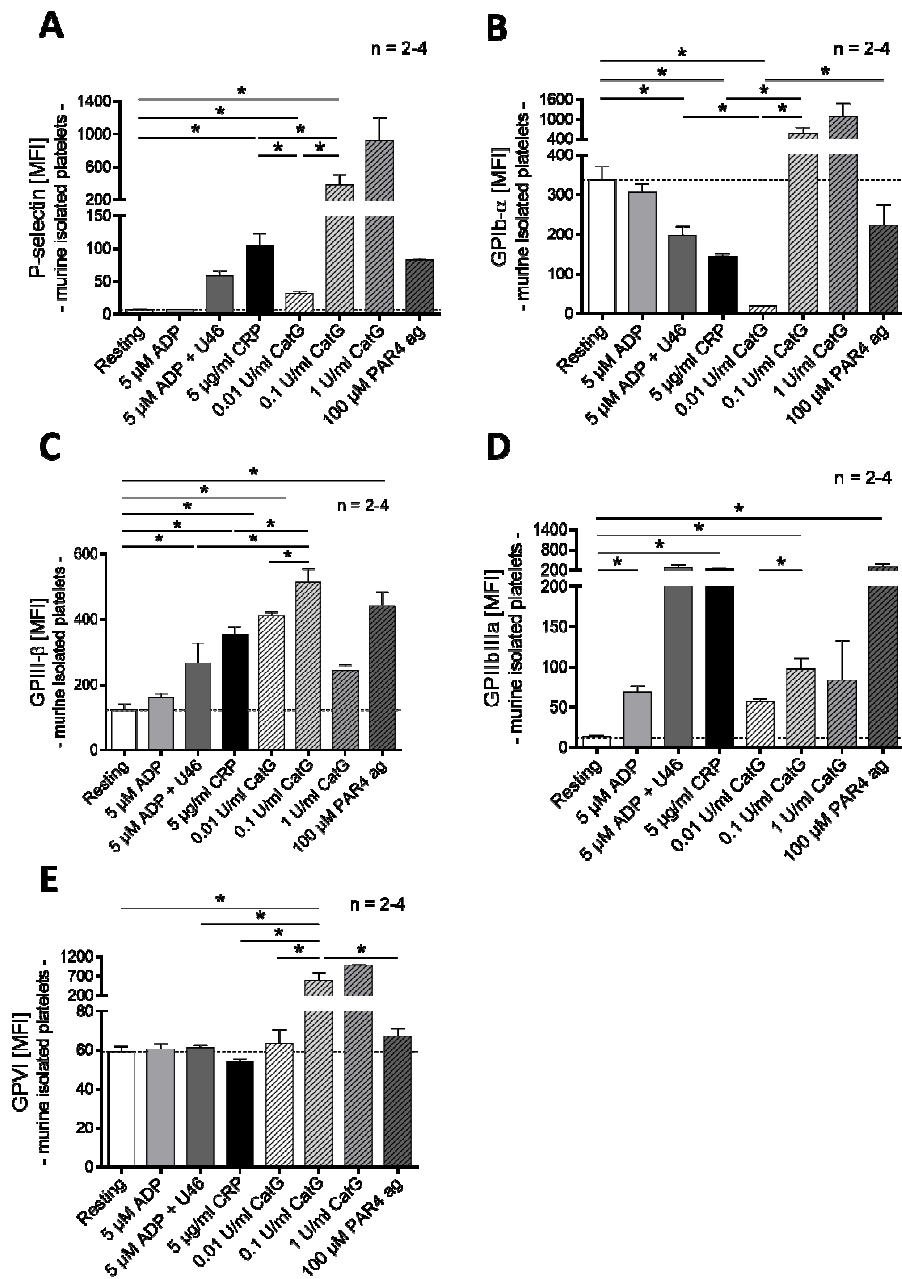 A
n = 2-4
*
*
*
*
*
*
P-selectin [MFI]
- murine isolated platelets -
1400
1000
600
200
150
100
50
0
Resting
5 µM ADP
5 µM ADP + U46
5 µg/ml CRP
0.01 U/ml CatG
0.1 U/ml CatG
1 U/ml CatG
100 µM PAR4 ag
B
n = 2-4
*
*
*
*
*
*
*
GPIb-α [MFI]
- murine isolated platelets -
1600
1000
400
400
300
200
100
0
Resting
5 µM ADP
5 µM ADP + U46
5 µg/ml CRP
0.01 U/ml CatG
0.1 U/ml CatG
1 U/ml CatG
100 µM PAR4 ag
C
n = 2-4
*
*
*
*
*
*
*
*
GPIII-β [MFI]
- murine isolated platelets -
600
400
200
0
Resting
5 µM ADP
5 µM ADP + U46
5 µg/ml CRP
0.01 U/ml CatG
0.1 U/ml CatG
1 U/ml CatG
100 µM PAR4 ag
D
n = 2-4
*
*
*
*
*
GPIIbIIIa [MFI]
- murine isolated platelets -
1400
800
200
200
150
100
50
0
Resting
5 µM ADP
5 µM ADP + U46
5 µg/ml CRP
0.01 U/ml CatG
0.1 U/ml CatG
1 U/ml CatG
100 µM PAR4 ag
E
n = 2-4
*
*
*
*
*
GPVI [MFI]
- murine isolated platelets -
1200
700
200
80
60
40
20
0
Resting
5 µM ADP
5 µM ADP + U46
5 µg/ml CRP
0.01 U/ml CatG
0.1 U/ml CatG
1 U/ml CatG
100 µM PAR4 ag